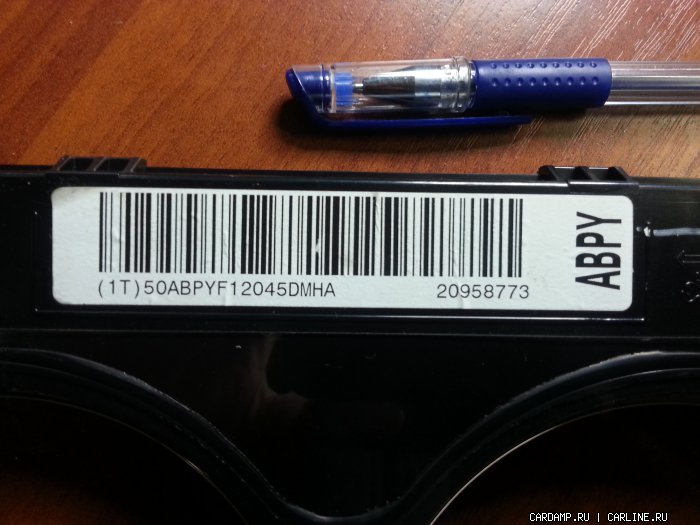 (1T)50ABPYF12045DMHA 20958773
ABPY
CARDAMP.RU | CARLINE.RU